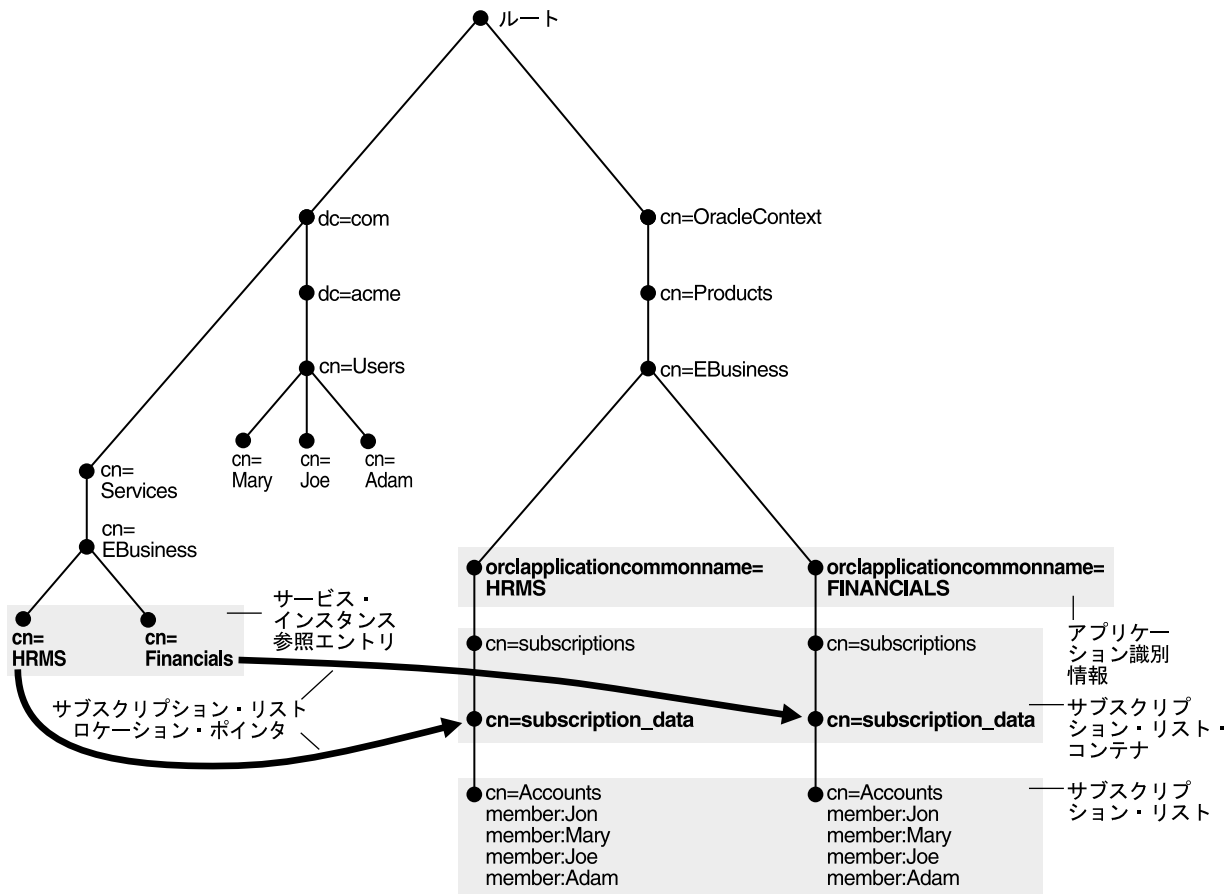 ルート
dc=com
cn=OracleContext
dc=acme
cn=Products
cn=Users
cn=EBusiness
cn=
Mary
cn=
Joe
cn=
Adam
cn=
Services
cn=
EBusiness
cn=
HRMS
cn=
Financials
サービス・
インスタンス
参照エントリ
サブスクリプション・リスト
ロケーション・ポインタ
orclapplicationcommonname=
HRMS
orclapplicationcommonname=
FINANCIALS
アプリケー
ション識別
情報
cn=subscriptions
cn=subscriptions
cn=subscription_data
cn=subscription_data
サブスクリプ
ション・リスト・
コンテナ
cn=Accounts
member:Jon
member:Mary
member:Joe
member:Adam
cn=Accounts
member:Jon
member:Mary
member:Joe
member:Adam
サブスクリプ
ション・リスト